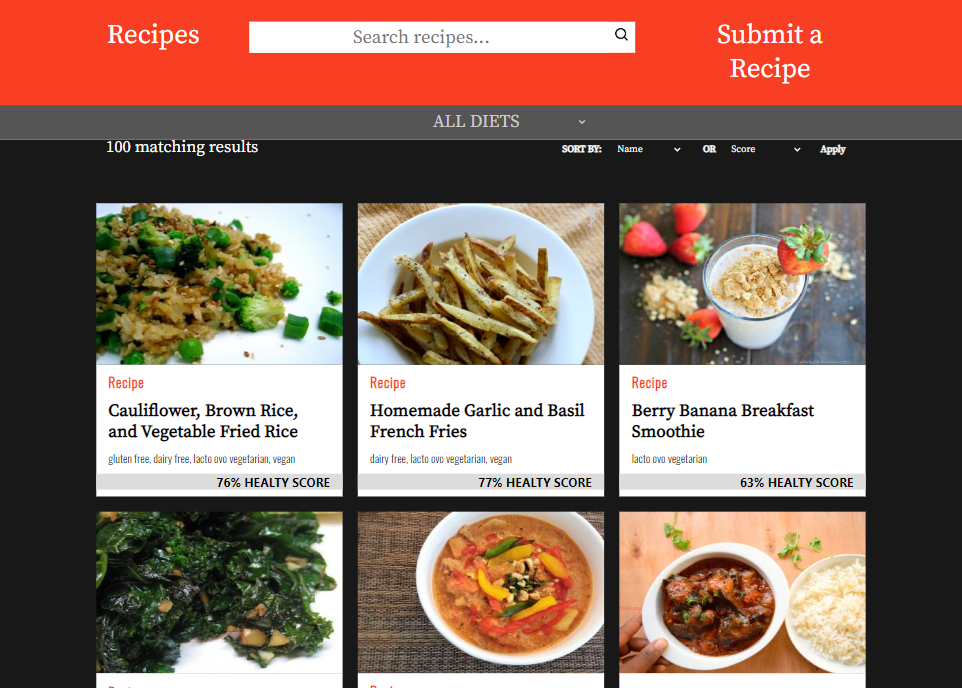 Recipes
Search recipes...
Submit a
Recipe
ALL DIETS
100 matching results
SORT BY: Name OR Score Apply
Recipe
Cauliflower, Brown Rice,
and Vegetable Fried Rice
gluten free, dairy free, lacto ovo vegetarian, vegan
76% HEALTY SCORE
Recipe
Homemade Garlic and Basil
French Fries
dairy free, lacto ovo vegetarian, vegan
77% HEALTY SCORE
Recipe
Berry Banana Breakfast
Smoothie
lacto ovo vegetarian
63% HEALTY SCORE